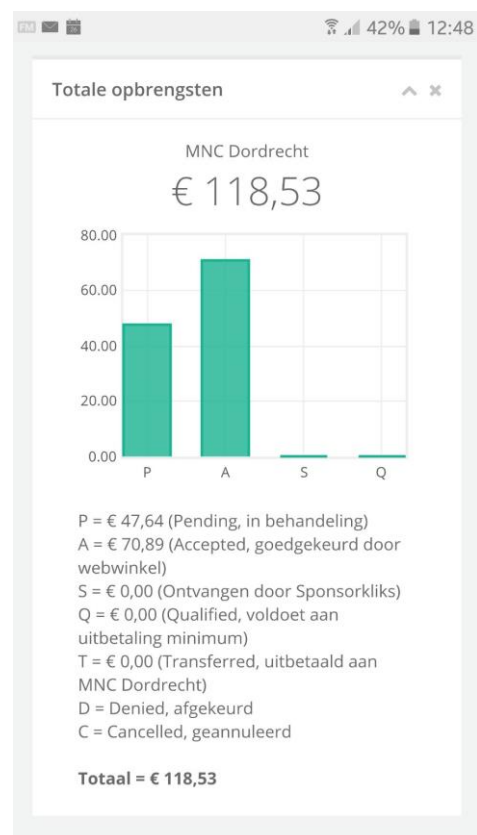 FM 42% 12:48
Totale opbrengsten
MNC Dordrecht
€ 118,53
80.00
60.00
40.00
20.00
0.00
P A S Q
P = € 47,64 (Pending, in behandeling)
A = € 70,89 (Accepted, goedgekeurd door
webwinkel)
S = € 0,00 (Ontvangen door Sponsorkliks)
Q = € 0,00 (Qualified, voldoet aan
uitbetaling minimum)
T = € 0,00 (Transferred, uitbetaald aan
MNC Dordrecht)
D = Denied, afgekeurd
C = Cancelled, geannuleerd
Totaal = € 118,53